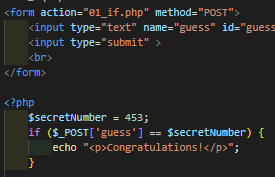 <form action="01_if.php" method="POST">
<input type="text" name="guess" id="guess
<input type="submit" >
<br>
</form>
<?php
$secretNumber = 453;
if ($_POST['guess'] == $secretNumber) {
echo "<p>Congratulations!</p>";
}